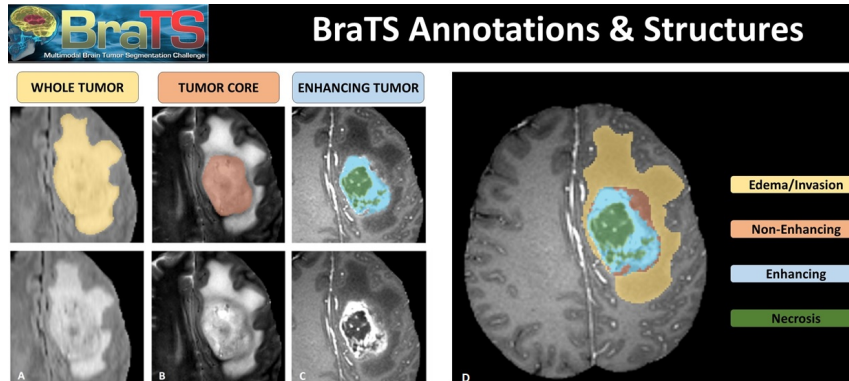 BraTS
Multimodal Brain Tumor Segmentation Challenge
BraTS Annotations & Structures
WHOLE TUMOR
TUMOR CORE
ENHANCING TUMOR
Edema/Invasion
Non-Enhancing
Enhancing
Necrosis
A
B
C
D